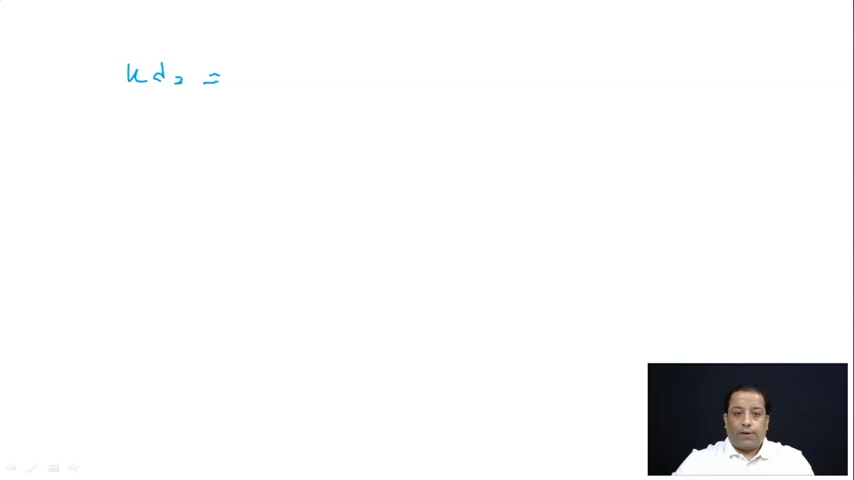 Kd₂ =